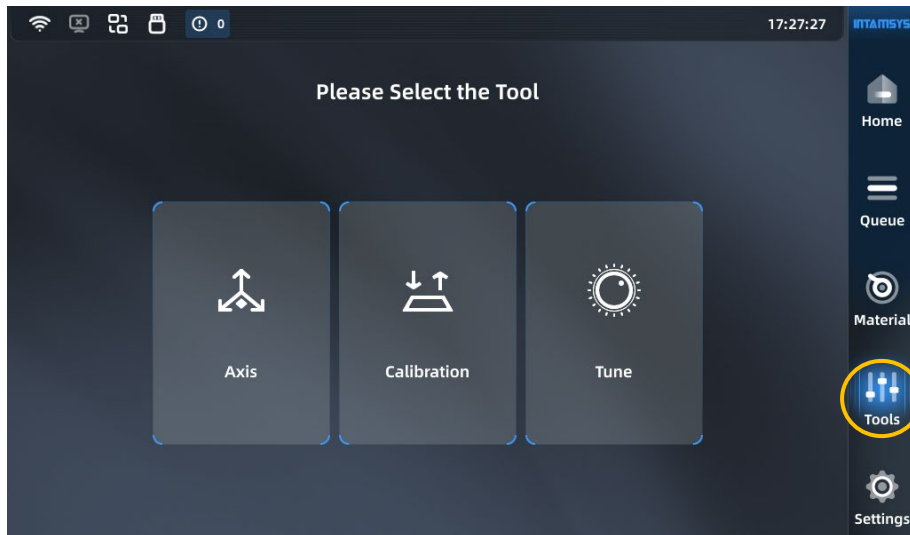 0
17:27:27
INTAMSYS
Please Select the Tool
Home
Queue
Axis
Calibration
Tune
Material
Tools
Settings